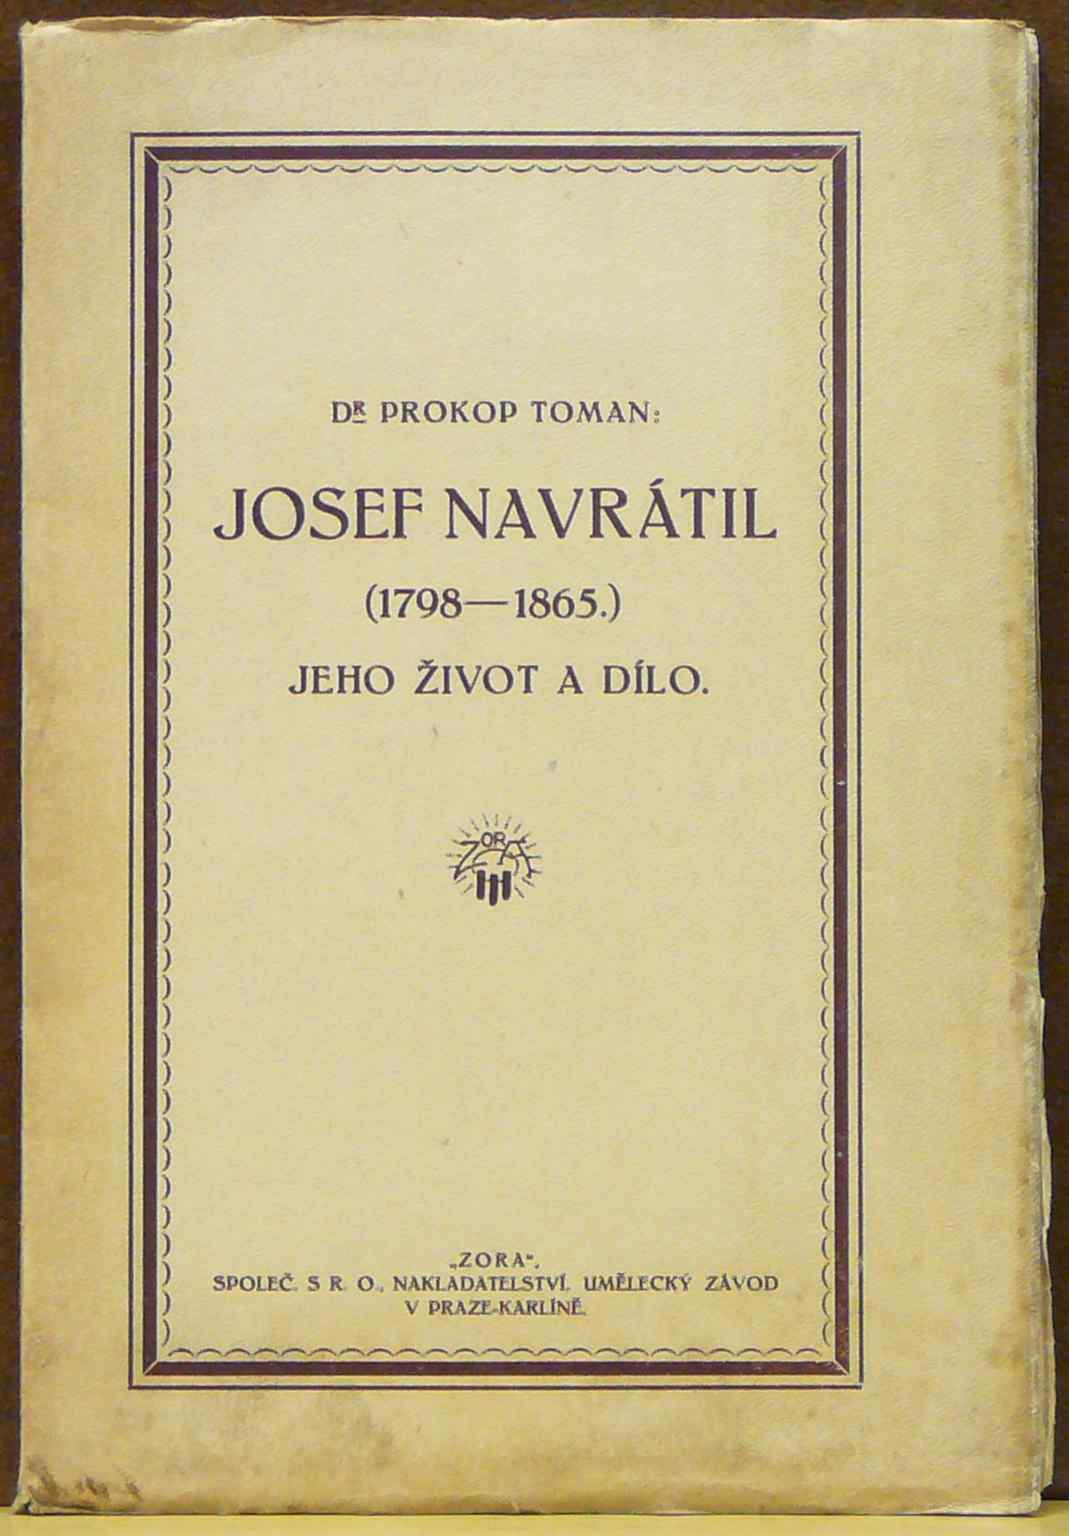 DR PROKOP TOMAN:
JOSEF NAVRÁTIL
(1798—1865.)
JEHO ŽIVOT A DÍLO.
ZORA
„ZORA“,
SPOLEČ. S R. O., NAKLADATELSTVÍ. UMĚLECKÝ ZÁVOD
V PRAZE-KARLÍNĚ.